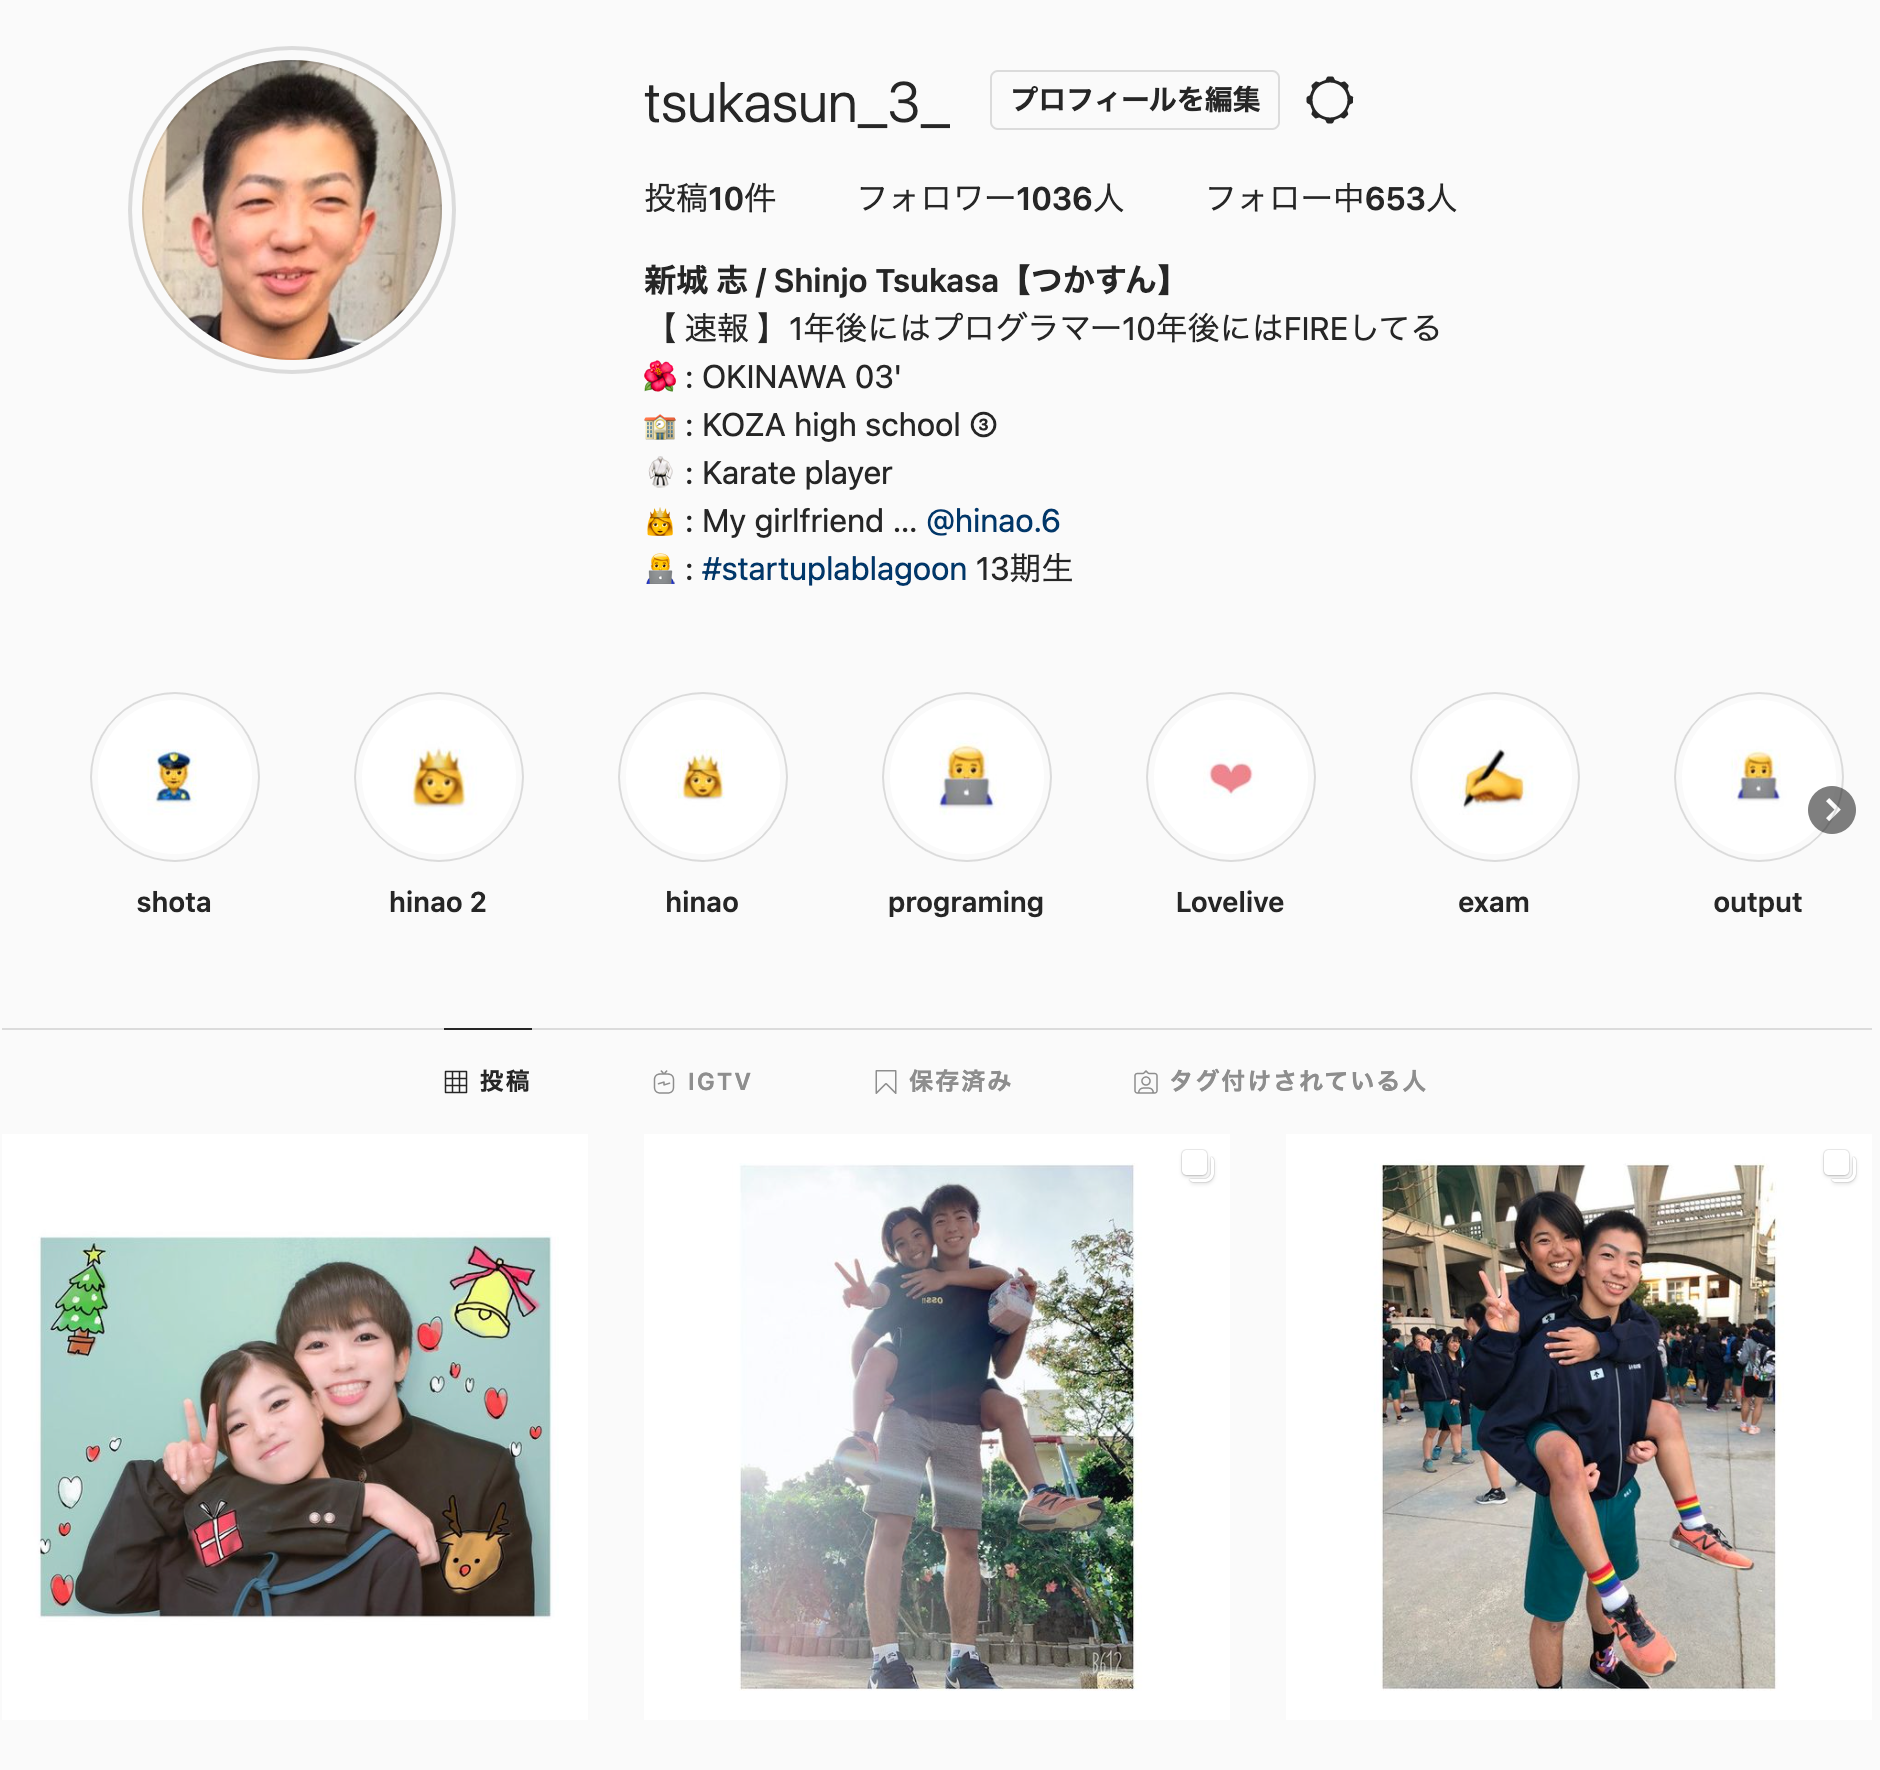 tsukasun_3_ プロフィールを編集
投稿10件 フォロワー1036人 フォロー中653人
新城 志 / Shinjo Tsukasa【つかすん】
【 速報 】1年後にはプログラマー10年後にはFIREしてる
🌺 : OKINAWA 03'
🏫 : KOZA high school ③
🥋 : Karate player
👸 : My girlfriend ... @hinao.6
👨‍💻 : #startuplablagoon 13期生
shota hinao 2 hinao programing Lovelive exam output
投稿 IGTV 保存済み タグ付けされている人
B612